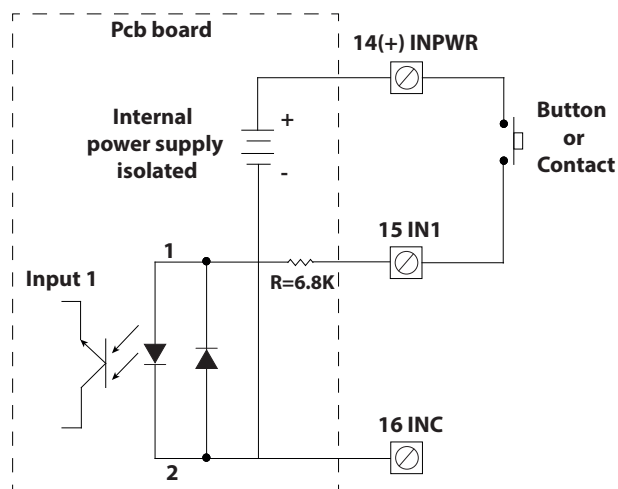 Pcb board
14(+) INPWR
Internal
power supply
isolated
+
-
Button
or
Contact
15 IN1
1
R=6.8K
Input 1
16 INC
2